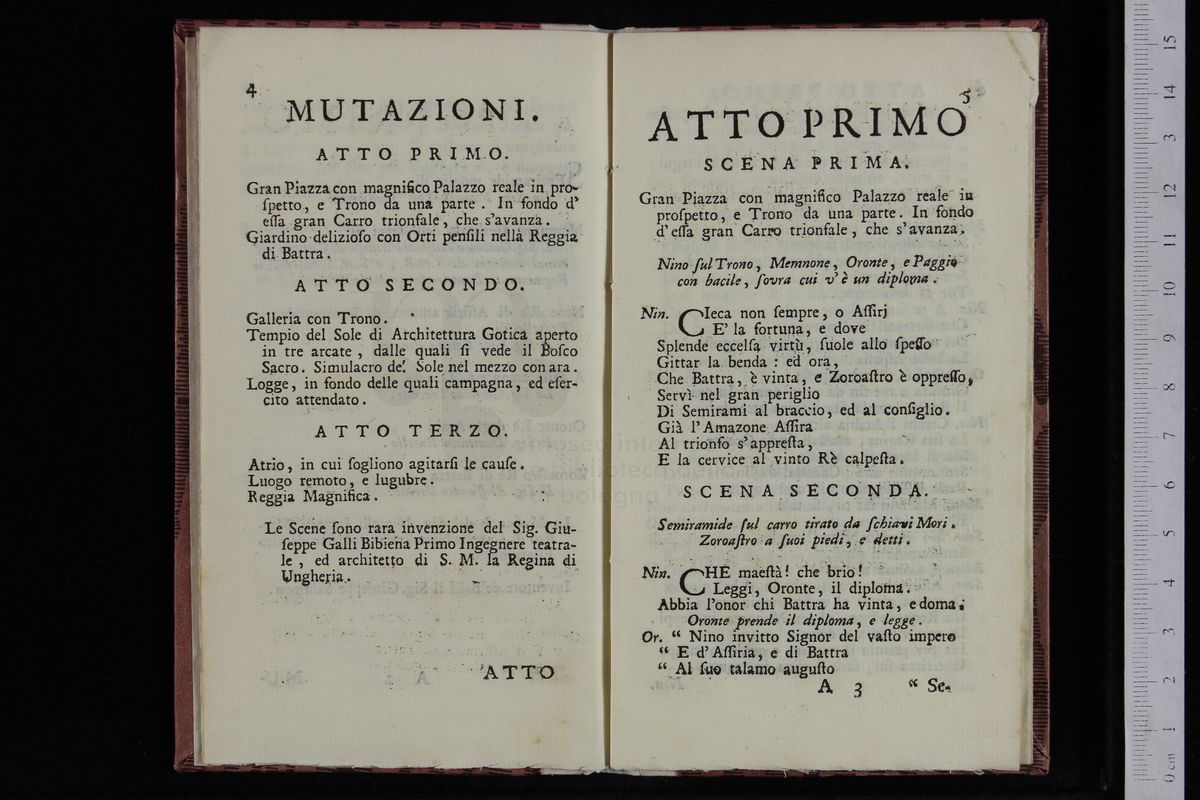 4
MUTAZIONI.
ATTO PRIMO.
Gran Piazza con magnifico Palazzo reale in pro-
ſpetto, e Trono da una parte. In fondo d'
eſſa gran Carro trionfale, che s'avanza.
Giardino delizioſo con Orti penſili nella Reggia
di Battra.
ATTO SECONDO.
Galleria con Trono.
Tempio del Sole di Architettura Gotica aperto
in tre arcate, dalle quali ſi vede il Boſco
Sacro. Simulacro del Sole nel mezzo con ara.
Logge, in fondo delle quali campagna, ed eſer-
cito attendato.
ATTO TERZO.
Atrio, in cui ſogliono agitarſi le cauſe.
Luogo remoto, e lugubre.
Reggia Magnifica.
Le Scene ſono rara invenzione del Sig. Giu-
ſeppe Galli Bibiena Primo Ingegnere teatra-
le, ed architetto di S. M. la Regina di
Ungheria.
ATTO
5
ATTO PRIMO
SCENA PRIMA.
Gran Piazza con magnifico Palazzo reale in
proſpetto, e Trono da una parte. In fondo
d'eſſa gran Carro trionfale, che s'avanza.
Nino ſul Trono, Memnone, Oronte, e Paggio
con bacile, ſovra cui v'è un diploma.
Nin. CIeca non ſempre, o Aſſirj
E' la fortuna, e dove
Splende eccelſa virtù, ſuole allo ſpeſſo
Gittar la benda: ed ora,
Che Battra, è vinta, e Zoroaſtro è oppreſſo,
Servì nel gran periglio
Di Semirami al braccio, ed al conſiglio.
Già l'Amazone Aſſira
Al trionfo s'appreſta,
E la cervice al vinto Rè calpeſta.
SCENA SECONDA.
Semiramide ſul carro tirato da ſchiavi Mori.
Zoroaſtro a ſuoi piedi, e detti.
Nin. CHE maeſtà! che brio!
Leggi, Oronte, il diploma.
Abbia l'onor chi Battra ha vinta, e doma.
Oronte prende il diploma, e legge.
Or. “ Nino invitto Signor del vaſto impero
“ E d'Aſſiria, e di Battra
“ Al ſuo talamo auguſto
A 3 “ Se-